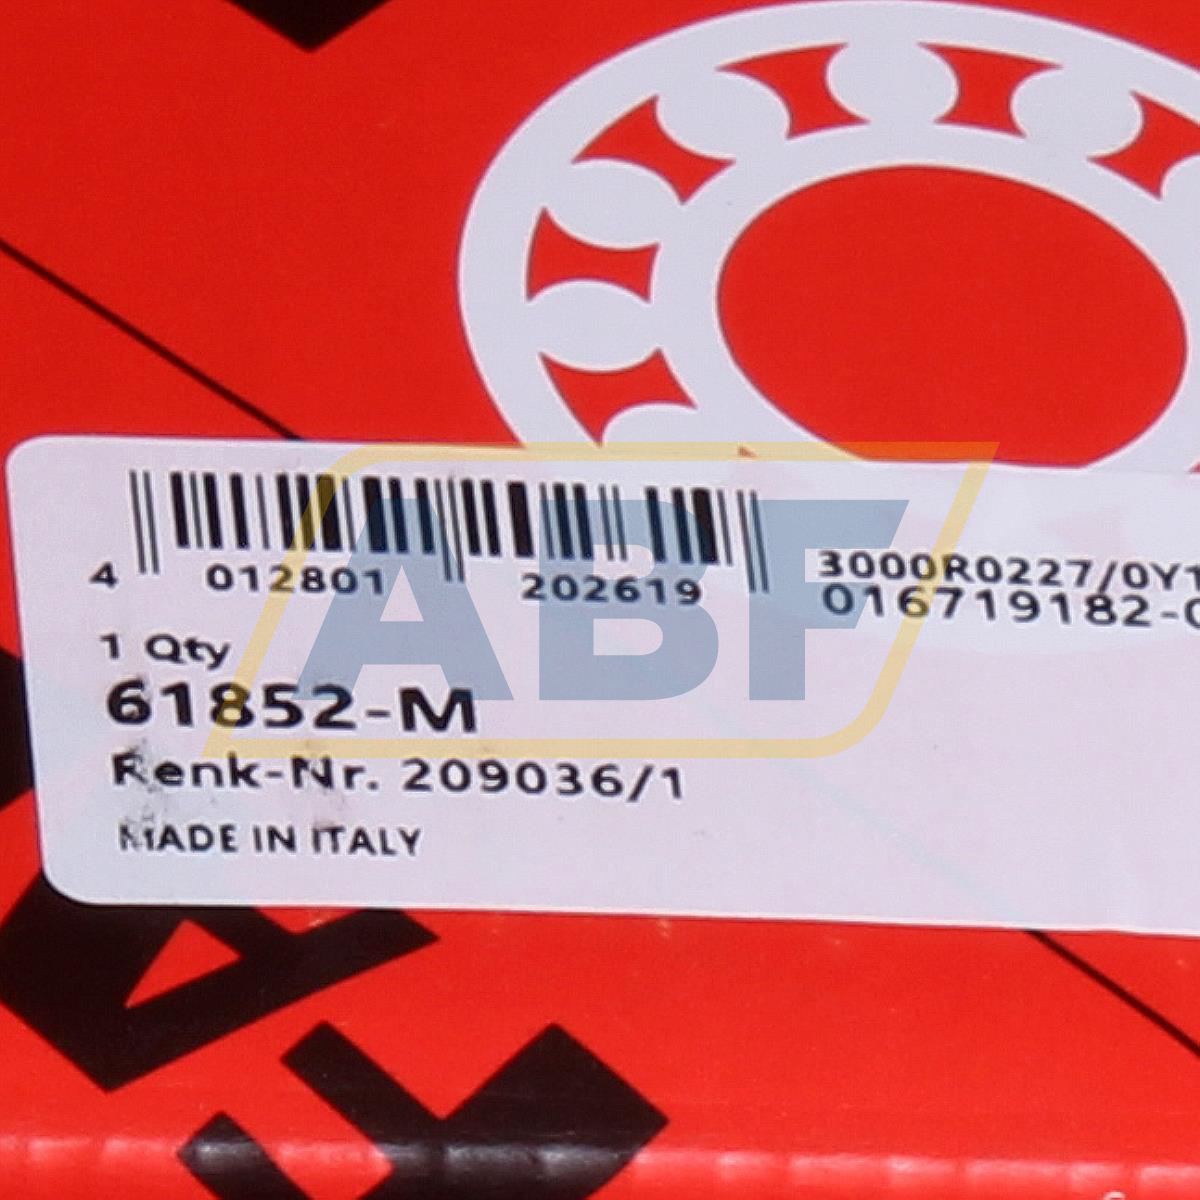 4 012801 202619
3000R0227/0Y1
016719182-0
1 Qty
61852-M
Renk-Nr. 209036/1
MADE IN ITALY
ABF